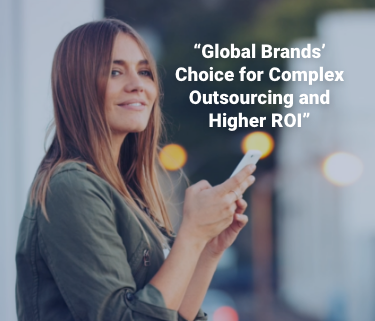 “Global Brands’
Choice for Complex
Outsourcing and
Higher ROI”